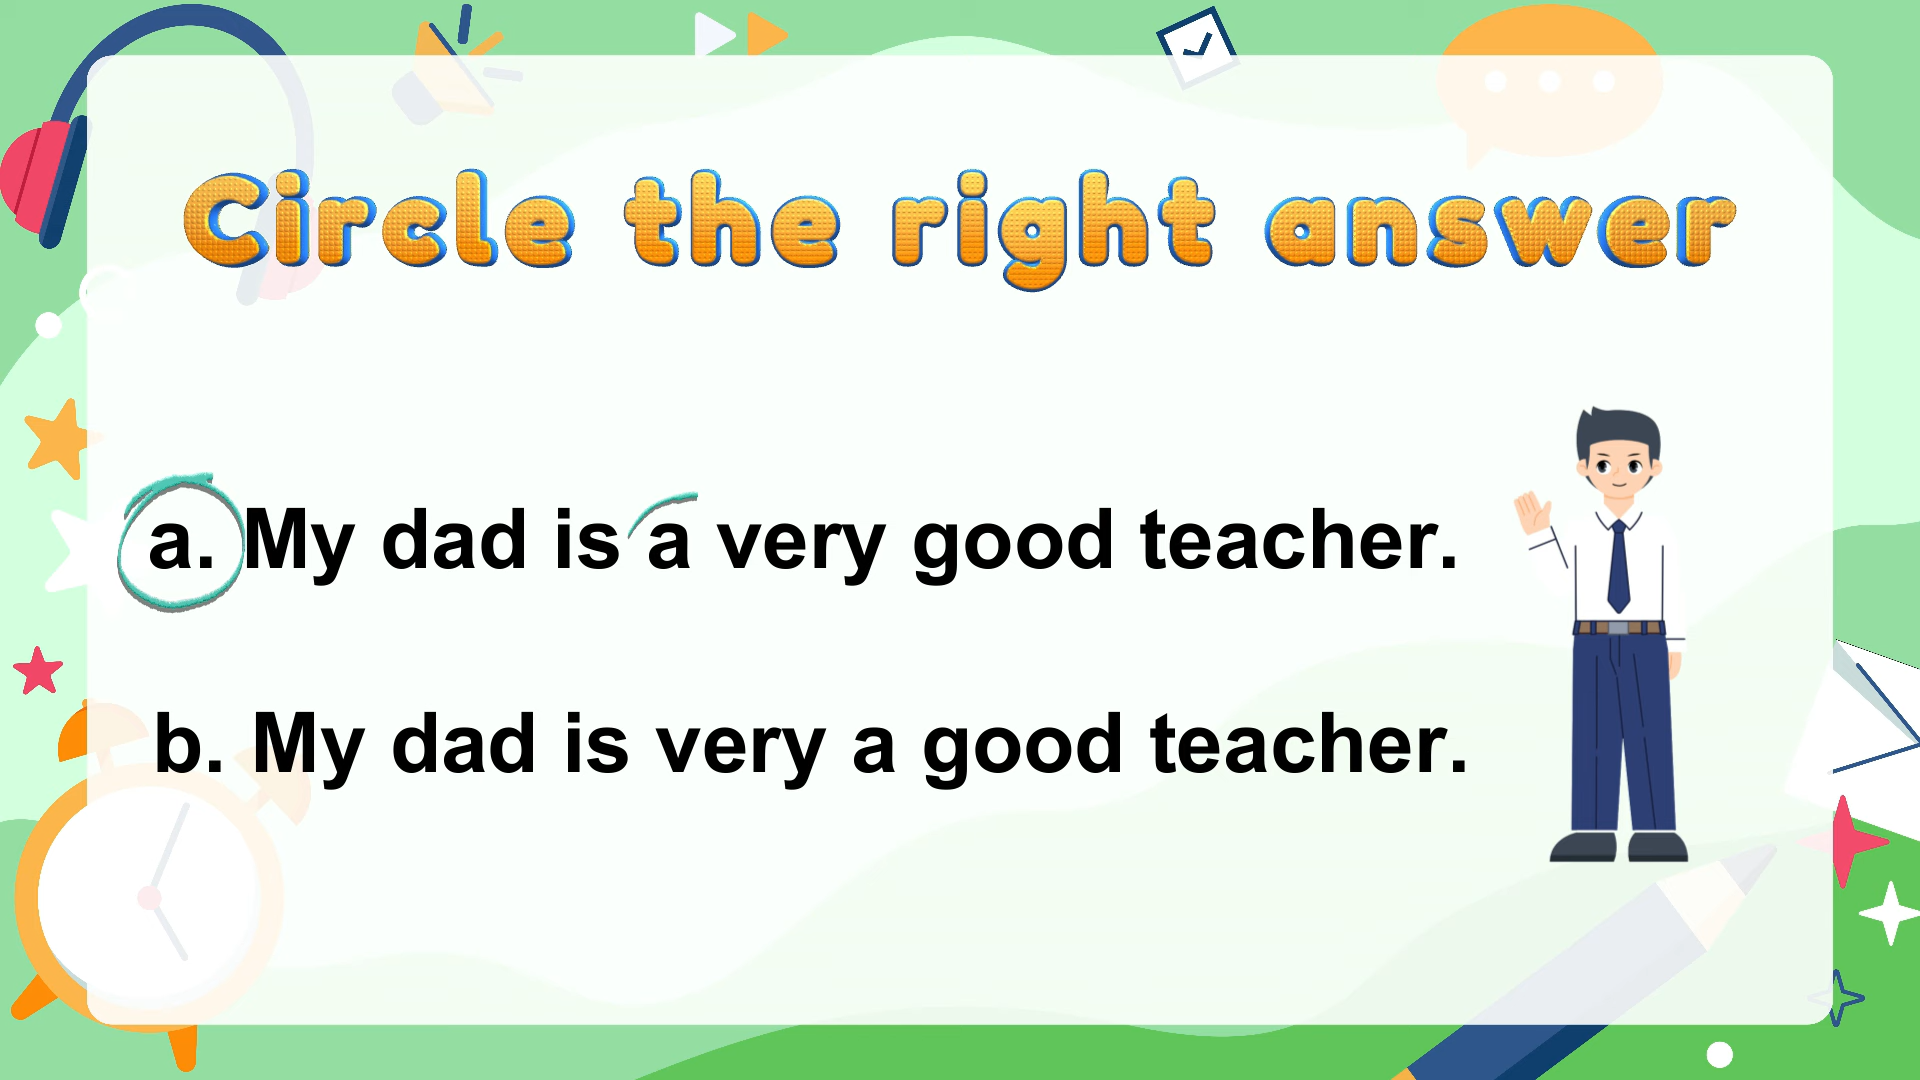 Circle the right answer
a. My dad is a very good teacher.
b. My dad is very a good teacher.